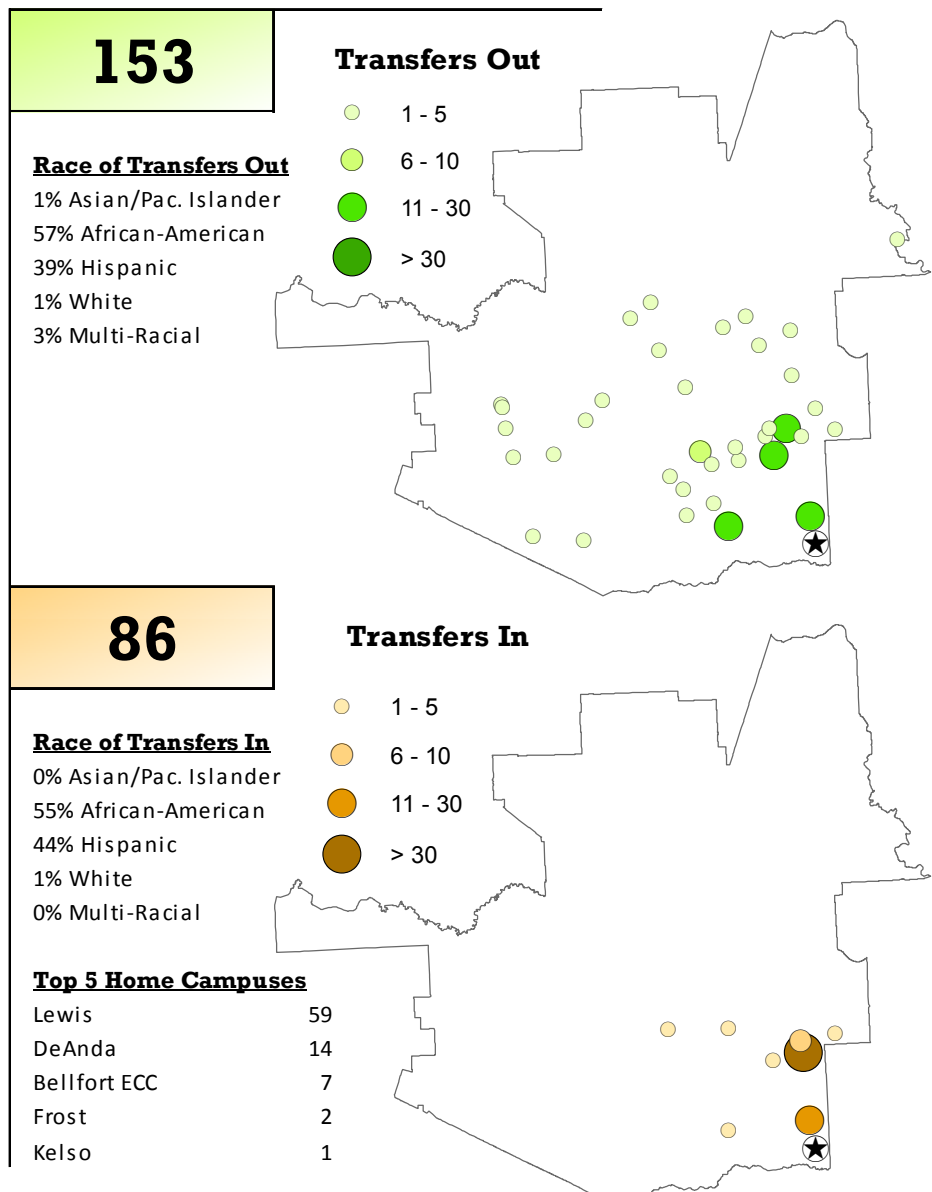 153
Transfers Out
1 - 5
6 - 10
11 - 30
> 30
Race of Transfers Out
1% Asian/Pac. Islander
57% African-American
39% Hispanic
1% White
3% Multi-Racial
86
Transfers In
1 - 5
6 - 10
11 - 30
> 30
Race of Transfers In
0% Asian/Pac. Islander
55% African-American
44% Hispanic
1% White
0% Multi-Racial
Top 5 Home Campuses
Lewis 59
DeAnda 14
Bellfort ECC 7
Frost 2
Kelso 1